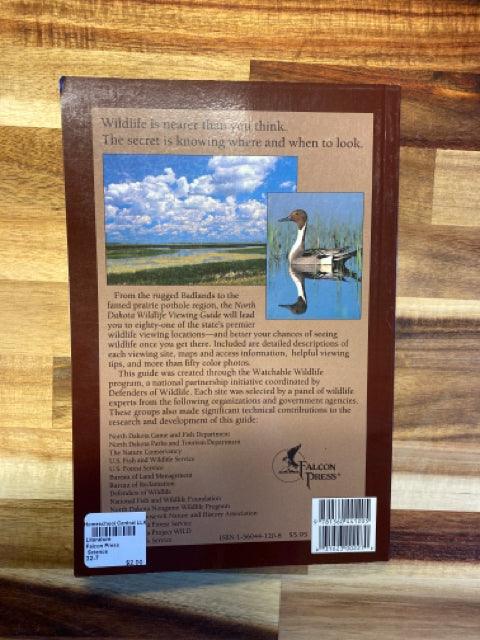 Wildlife is nearer than you think.
The secret is knowing where and when to look.
From the rugged Badlands to the
famed prairie pothole region, the North
Dakota Wildlife Viewing Guide will lead
you to eighty-one of the state's premier
wildlife viewing locations—and better your chances of seeing
wildlife once you get there. Included are detailed descriptions
of each viewing site, maps and access information, helpful viewing
tips, and more than fifty color photos.
This guide was created through the Watchable Wildlife
program, a national partnership initiative coordinated by
Defenders of Wildlife. Each site was selected by a panel of wildlife
experts from the following organizations and government agencies.
These groups also made significant technical contributions to the
research and development of this guide:
North Dakota Game and Fish Department
North Dakota Parks and Tourism Department
The Nature Conservancy
U.S. Fish and Wildlife Service
U.S. Forest Service
Bureau of Land Management
Bureau of Reclamation
Defenders of Wildlife
National Fish and Wildlife Foundation
North Dakota Nongame Wildlife Program
Nature and History Association
Forest Service
Project WILD
Service
FALCON
PRESS
ISBN 1-56044-120-8 $5.95
Homeschool Central LLC
Literature
Falcon Press
Science
$2.00